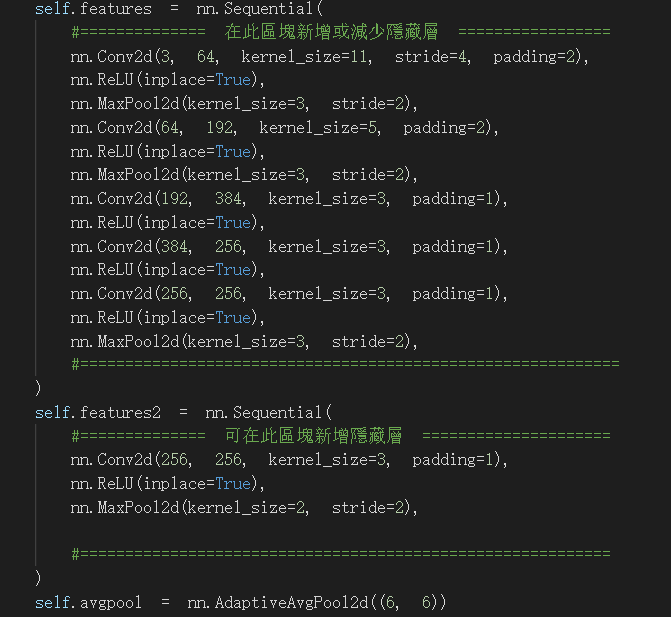 self.features = nn.Sequential(
#============== 在此區塊新增或減少隱藏層 =================
nn.Conv2d(3, 64, kernel_size=11, stride=4, padding=2),
nn.ReLU(inplace=True),
nn.MaxPool2d(kernel_size=3, stride=2),
nn.Conv2d(64, 192, kernel_size=5, padding=2),
nn.ReLU(inplace=True),
nn.MaxPool2d(kernel_size=3, stride=2),
nn.Conv2d(192, 384, kernel_size=3, padding=1),
nn.ReLU(inplace=True),
nn.Conv2d(384, 256, kernel_size=3, padding=1),
nn.ReLU(inplace=True),
nn.Conv2d(256, 256, kernel_size=3, padding=1),
nn.ReLU(inplace=True),
nn.MaxPool2d(kernel_size=3, stride=2),
#============================================================
)
self.features2 = nn.Sequential(
#============== 可在此區塊新增隱藏層 =====================
nn.Conv2d(256, 256, kernel_size=3, padding=1),
nn.ReLU(inplace=True),
nn.MaxPool2d(kernel_size=2, stride=2),
#===========================================================
)
self.avgpool = nn.AdaptiveAvgPool2d((6, 6))